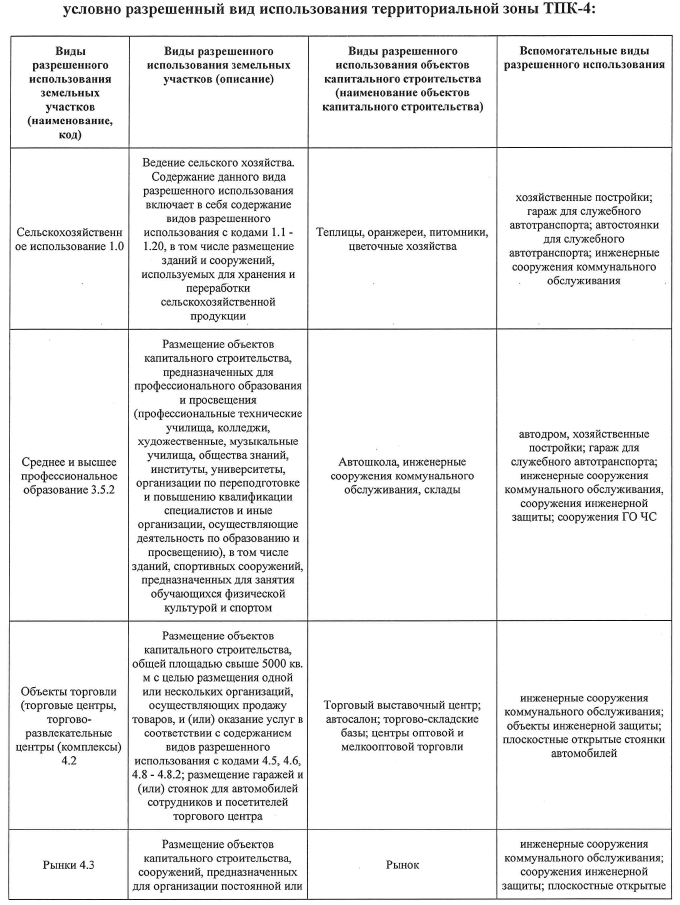 условно разрешенный вид использования территориальной зоны ТПК-4:
Виды
разрешенного
использования
земельных
участков
(наименование,
код)
Виды разрешенного
использования земельных
участков (описание)
Виды разрешенного
использования объектов
капитального строительства
(наименование объектов
капитального строительства)
Вспомогательные виды
разрешенного использования
Сельскохозяйственн
ое использование 1.0
Ведение сельского хозяйства.
Содержание данного вида
разрешенного использования
включает в себя содержание
видов разрешенного
использования с кодами 1.1 -
1.20, в том числе размещение
зданий и сооружений,
используемых для хранения и
переработки
сельскохозяйственной
продукции
Теплицы, оранжереи, питомники,
цветочные хозяйства
хозяйственные постройки;
гараж для служебного
автотранспорта; автостоянки
для служебного
автотранспорта; инженерные
сооружения коммунального
обслуживания
Среднее и высшее
профессиональное
образование 3.5.2
Размещение объектов
капитального строительства,
предназначенных для
профессионального образования
и просвещения
(профессиональные технические
училища, колледжи,
художественные, музыкальные
училища, общества знаний,
институты, университеты,
организации по переподготовке
и повышению квалификации
специалистов и иные
организации, осуществляющие
деятельность по образованию и
просвещению), в том числе
зданий, спортивных сооружений,
предназначенных для занятия
обучающихся физической
культурой и спортом
Автошкола, инженерные
сооружения коммунального
обслуживания, склады
автодром, хозяйственные
постройки; гараж для
служебного автотранспорта;
инженерные сооружения
коммунального обслуживания,
сооружения инженерной
защиты; сооружения ГО ЧС
Объекты торговли
(торговые центры,
торгово-
развлекательные
центры (комплексы)
4.2
Размещение объектов
капитального строительства,
общей площадью свыше 5000 кв.
м с целью размещения одной
или нескольких организаций,
осуществляющих продажу
товаров, и (или) оказание услуг в
соответствии с содержанием
видов разрешенного
использования с кодами 4.5, 4.6,
4.8 - 4.8.2; размещение гаражей и
(или) стоянок для автомобилей
сотрудников и посетителей
торгового центра
Торговый выставочный центр;
автосалон; торгово-складские
базы; центры оптовой и
мелкооптовой торговли
инженерные сооружения
коммунального обслуживания;
объекты инженерной защиты;
плоскостные открытые стоянки
автомобилей
Рынки 4.3
Размещение объектов
капитального строительства,
сооружений, предназначенных
для организации постоянной или
Рынок
инженерные сооружения
коммунального обслуживания;
сооружения инженерной
защиты; плоскостные открытые